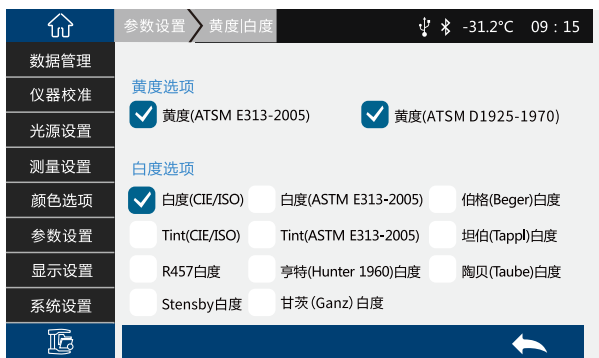 参数设置 黄度|白度 -31.2°C 09：15
数据管理
仪器校准
光源设置
测量设置
颜色选项
参数设置
显示设置
系统设置
黄度选项
黄度(ATSM E313-2005) 黄度(ATSM D1925-1970)
白度选项
白度(CIE/ISO) 白度(ASTM E313-2005) 伯格(Beger)白度
Tint(CIE/ISO) Tint(ASTM E313-2005) 坦伯(Tappl)白度
R457白度 亨特(Hunter 1960)白度 陶贝(Taube)白度
Stensby白度 甘茨(Ganz)白度